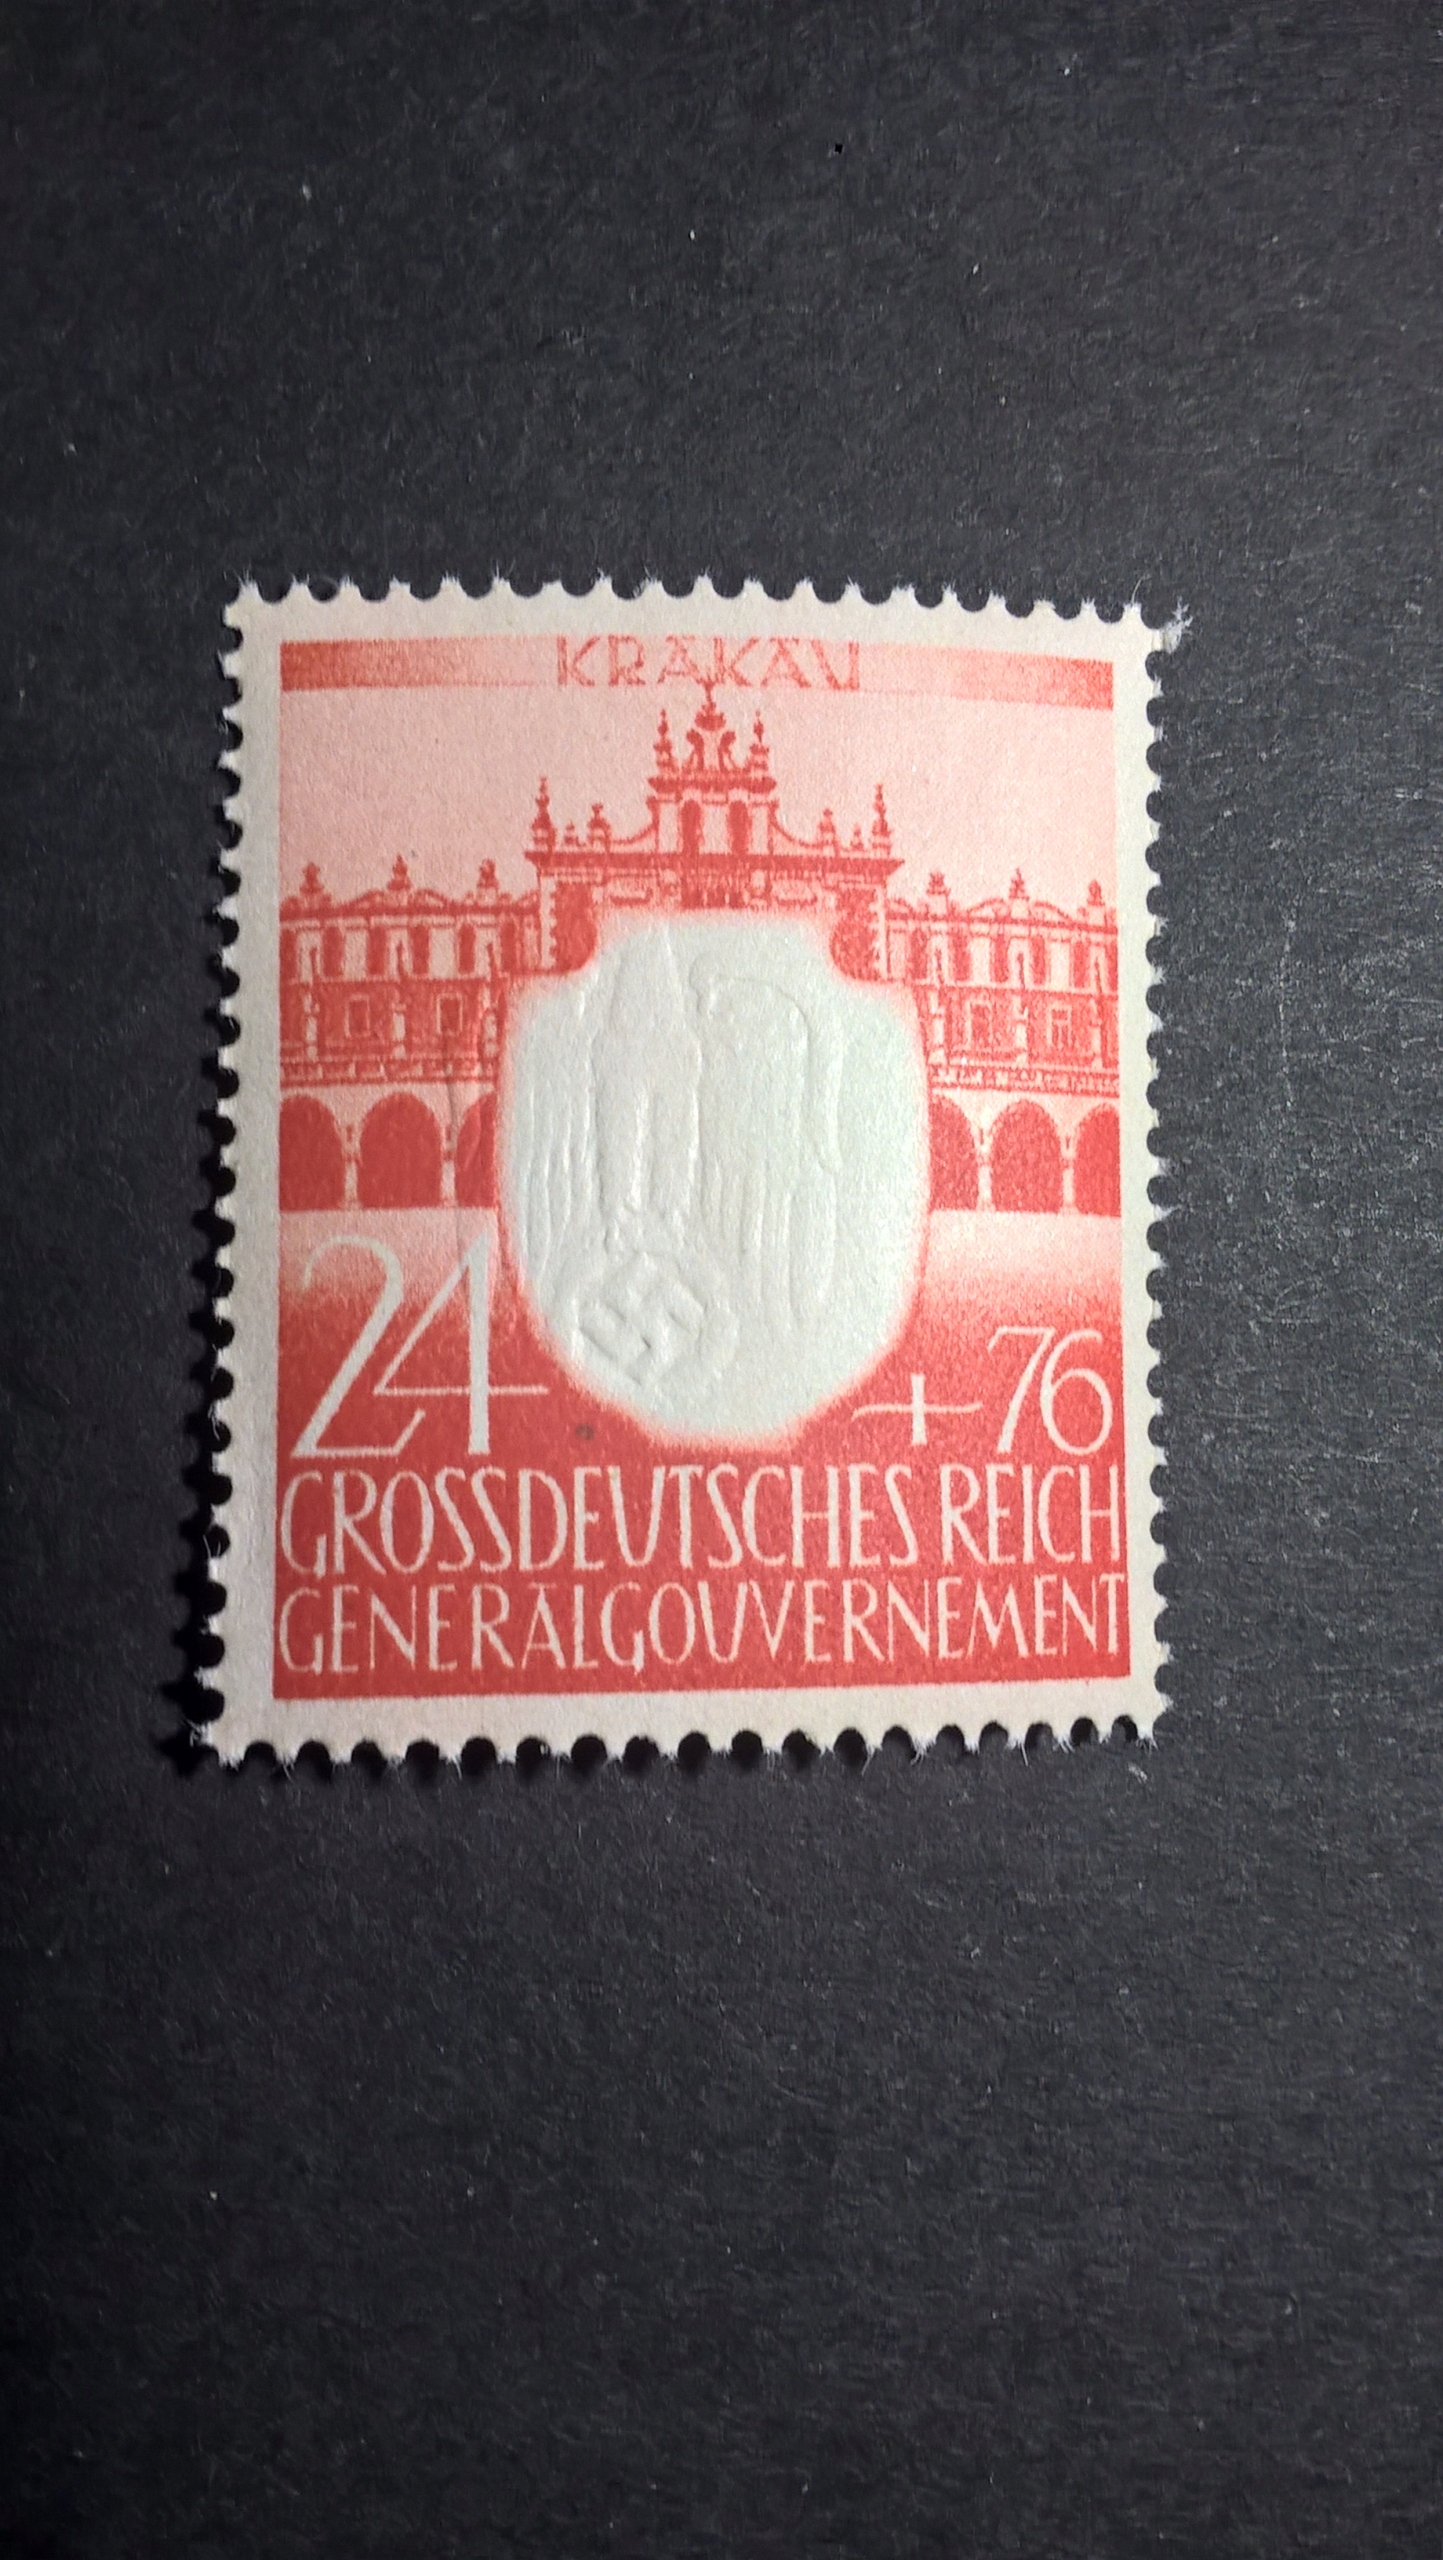 KRAKAU
24 + 76
GROSSDEUTSCHES REICH
GENERALGOUVERNEMENT